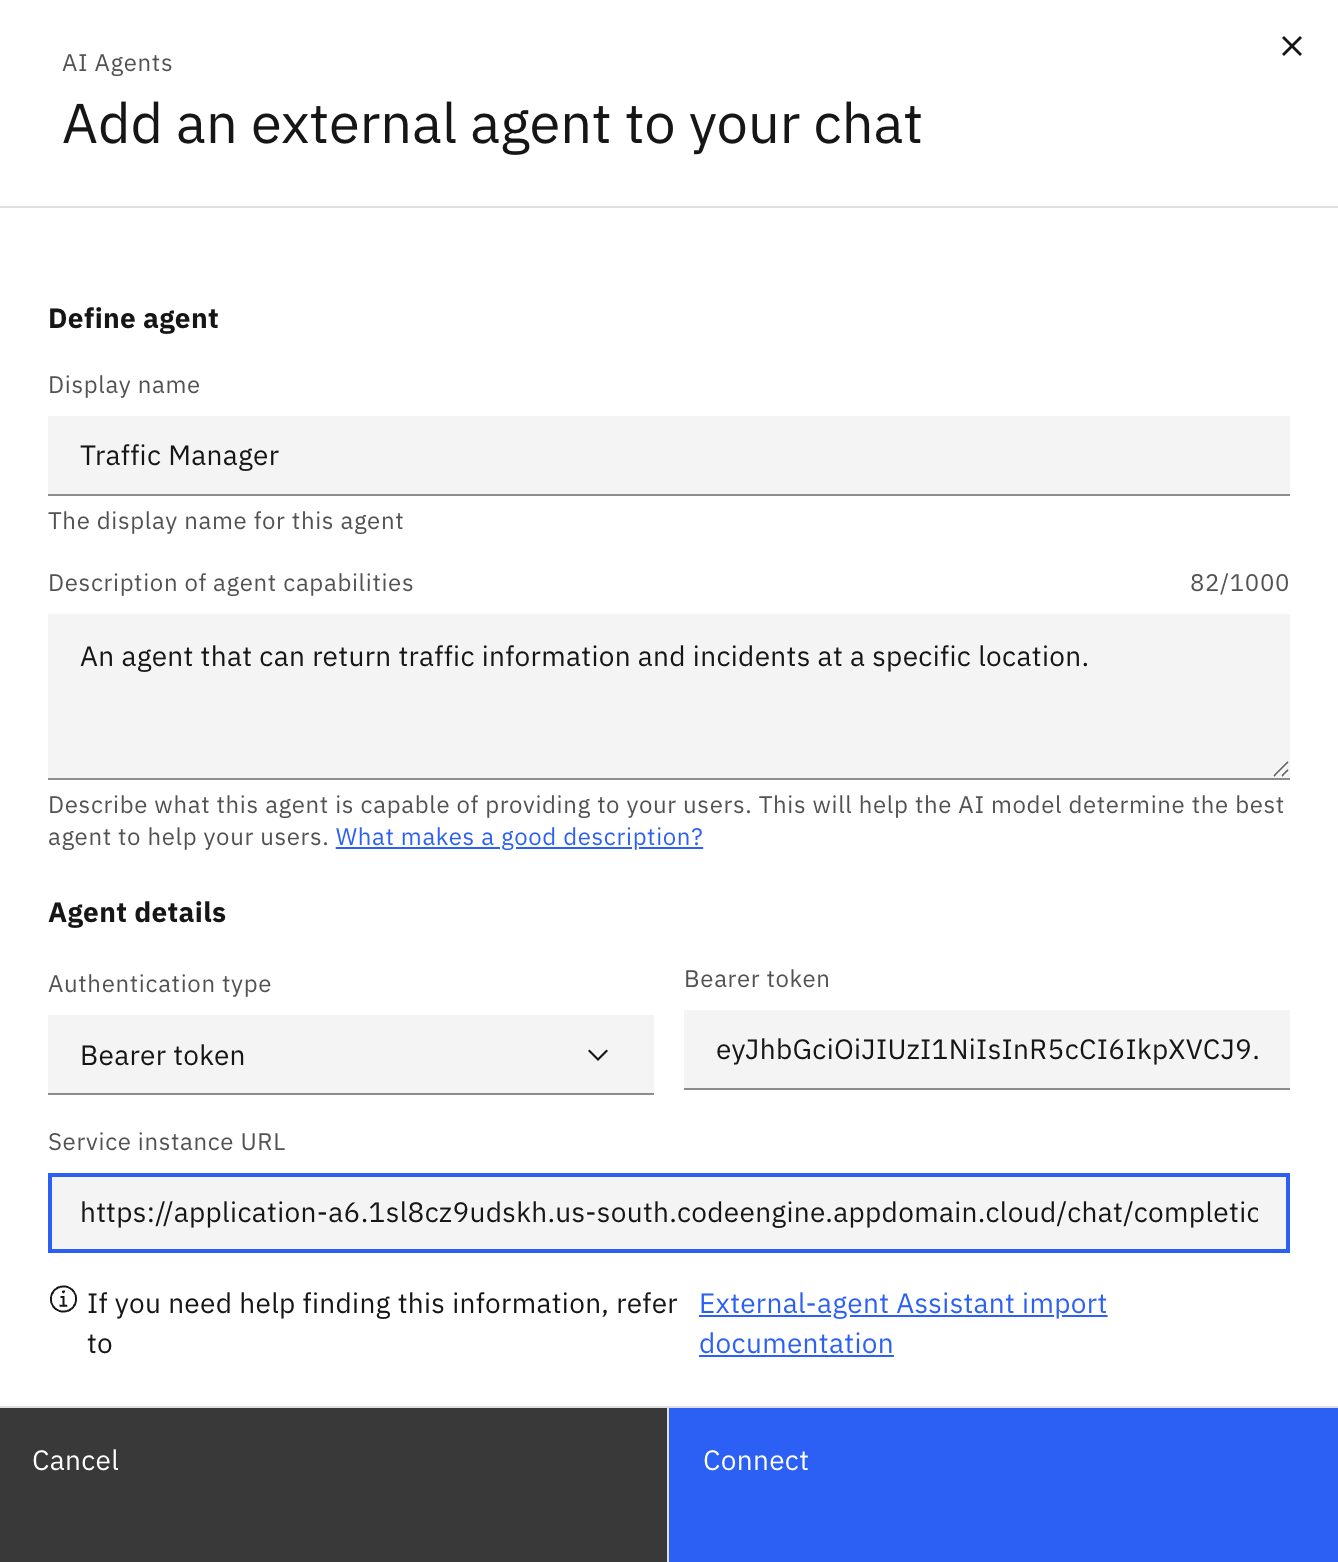 AI Agents
Add an external agent to your chat
Define agent
Display name
Traffic Manager
The display name for this agent
Description of agent capabilities 82/1000
An agent that can return traffic information and incidents at a specific location.
Describe what this agent is capable of providing to your users. This will help the AI model determine the best
agent to help your users. What makes a good description?
Agent details
Authentication type
Bearer token
Bearer token
eyJhbGciOiJIUzI1NiIsInR5cCI6IkpXVCJ9.
Service instance URL
https://application-a6.1sl8cz9udskh.us-south.codeengine.appdomain.cloud/chat/completic
If you need help finding this information, refer
to
External-agent Assistant import
documentation
Cancel
Connect